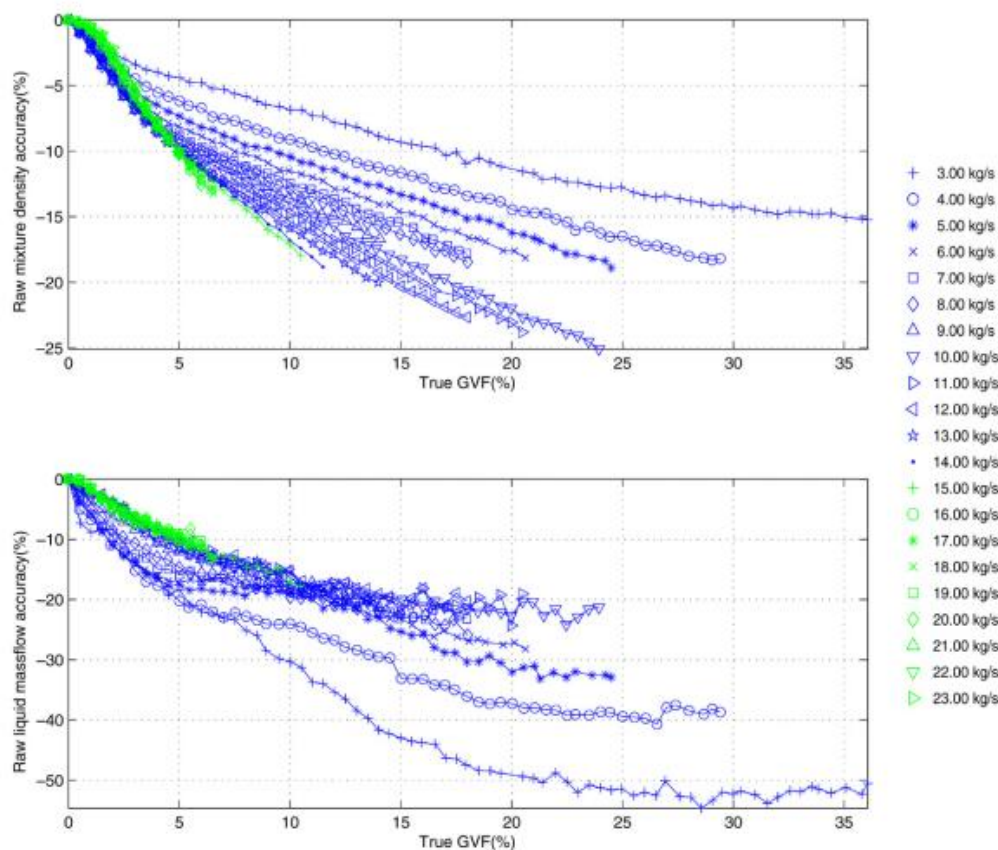 Raw mixture density accuracy(%)
0
−5
−10
−15
−20
−25
0 5 10 15 20 25 30 35
True GVF(%)
Raw liquid massflow accuracy(%)
0
−10
−20
−30
−40
−50
0 5 10 15 20 25 30 35
True GVF(%)
3.00 kg/s
4.00 kg/s
5.00 kg/s
6.00 kg/s
7.00 kg/s
8.00 kg/s
9.00 kg/s
10.00 kg/s
11.00 kg/s
12.00 kg/s
13.00 kg/s
14.00 kg/s
15.00 kg/s
16.00 kg/s
17.00 kg/s
18.00 kg/s
19.00 kg/s
20.00 kg/s
21.00 kg/s
22.00 kg/s
23.00 kg/s